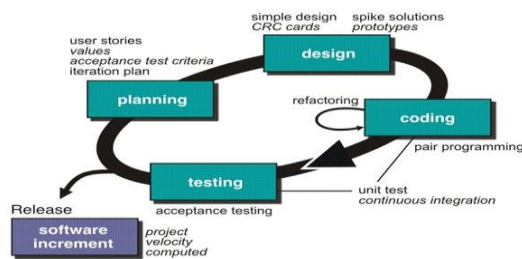 simple design
CRC cards
spike solutions
prototypes
design
user stories
values
acceptance test criteria
iteration plan
planning
refactoring
coding
pair programming
testing
acceptance testing
unit test
continuous integration
Release
software
increment
project
velocity
computed